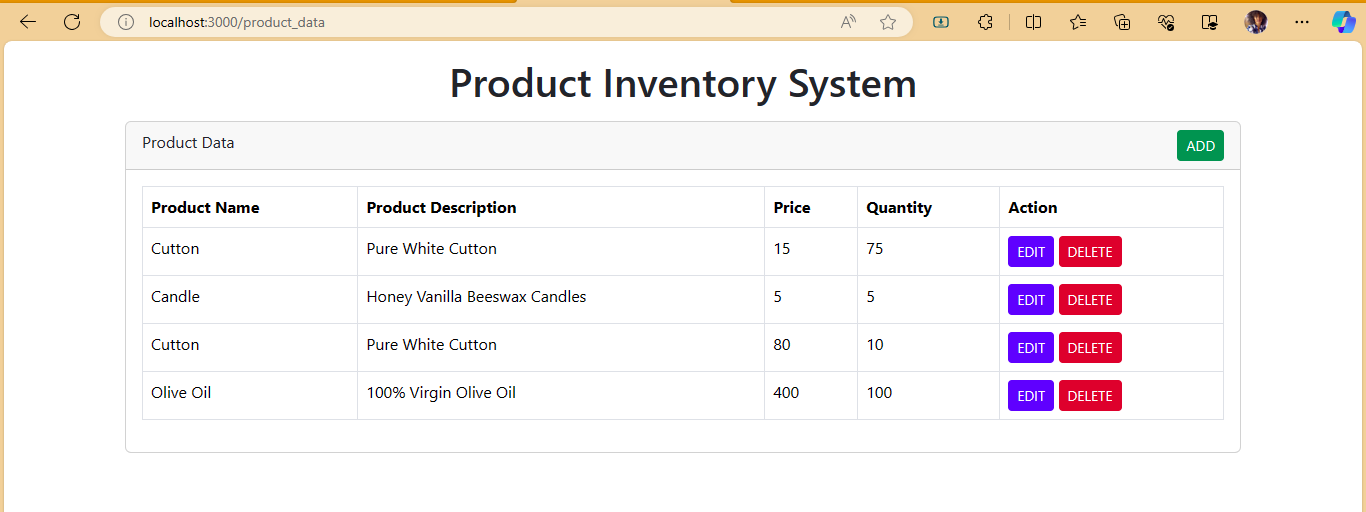 localhost:3000/product_data
Product Inventory System
Product Data ADD
Product Name Product Description Price Quantity Action
Cutton Pure White Cutton 15 75 EDIT DELETE
Candle Honey Vanilla Beeswax Candles 5 5 EDIT DELETE
Cutton Pure White Cutton 80 10 EDIT DELETE
Olive Oil 100% Virgin Olive Oil 400 100 EDIT DELETE